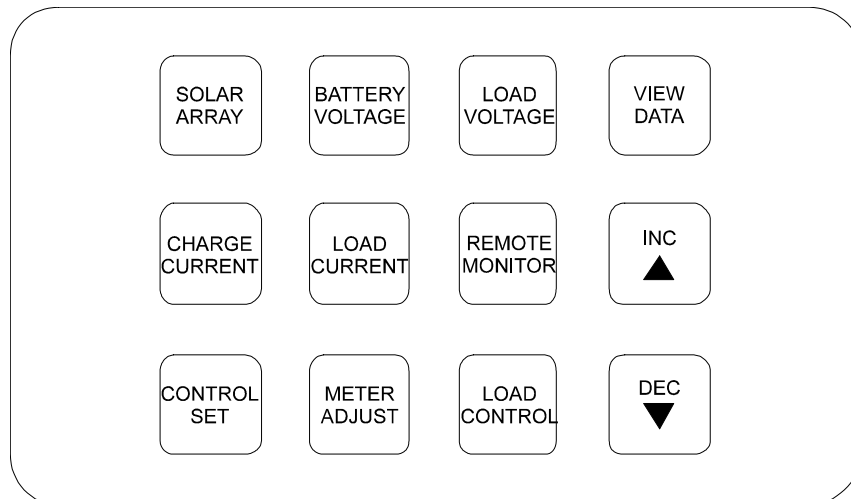 SOLAR
ARRAY
BATTERY
VOLTAGE
LOAD
VOLTAGE
VIEW
DATA
CHARGE
CURRENT
LOAD
CURRENT
REMOTE
MONITOR
INC
CONTROL
SET
METER
ADJUST
LOAD
CONTROL
DEC